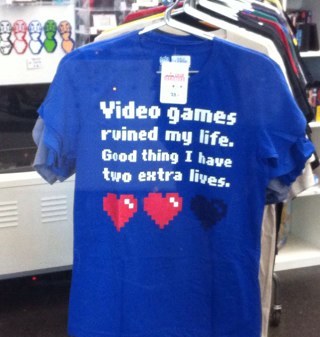 Video games
ruined my life.
Good thing I have
two extra lives.